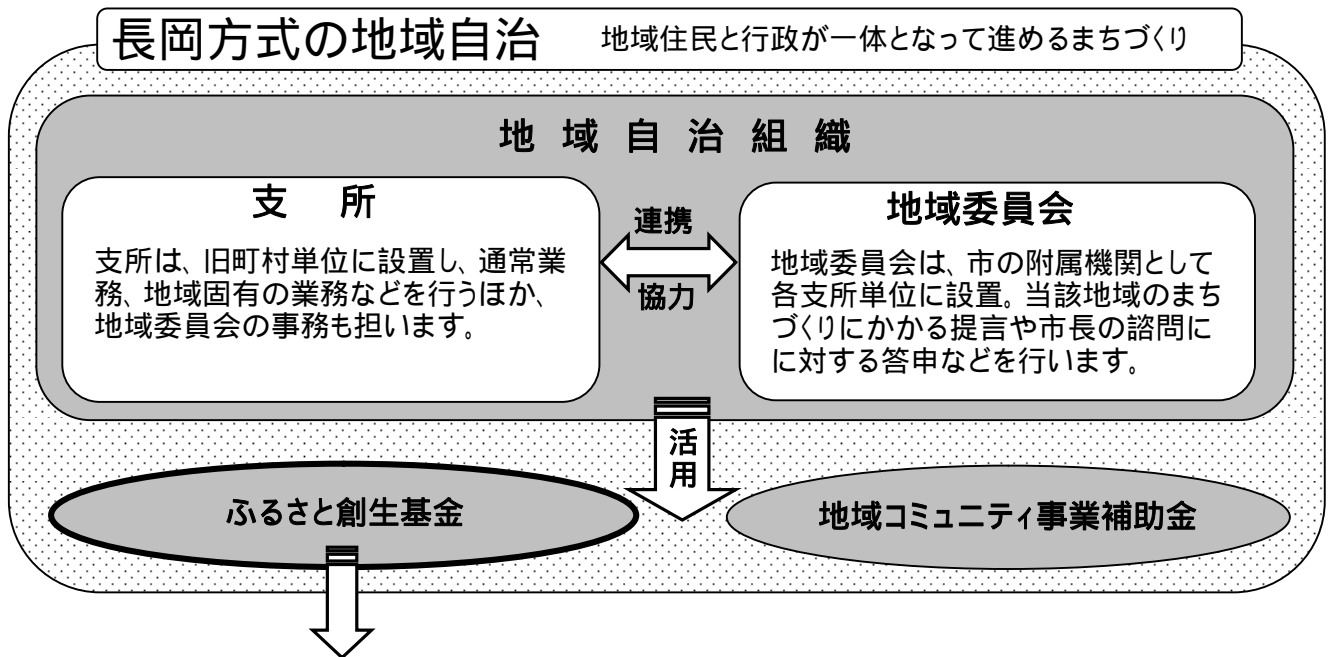 長岡方式の地域自治 地域住民と行政が一体となって進めるまちづくり
地域自治組織
支所
支所は、旧町村単位に設置し、通常業
務、地域固有の業務などを行うほか、
地域委員会の事務も担います。
連携
協力
地域委員会
地域委員会は、市の附属機関として
各支所単位に設置。当該地域のまち
づくりにかかる提言や市長の諮問に
に対する答申などを行います。
活用
ふるさと創生基金
地域コミュニティ事業補助金